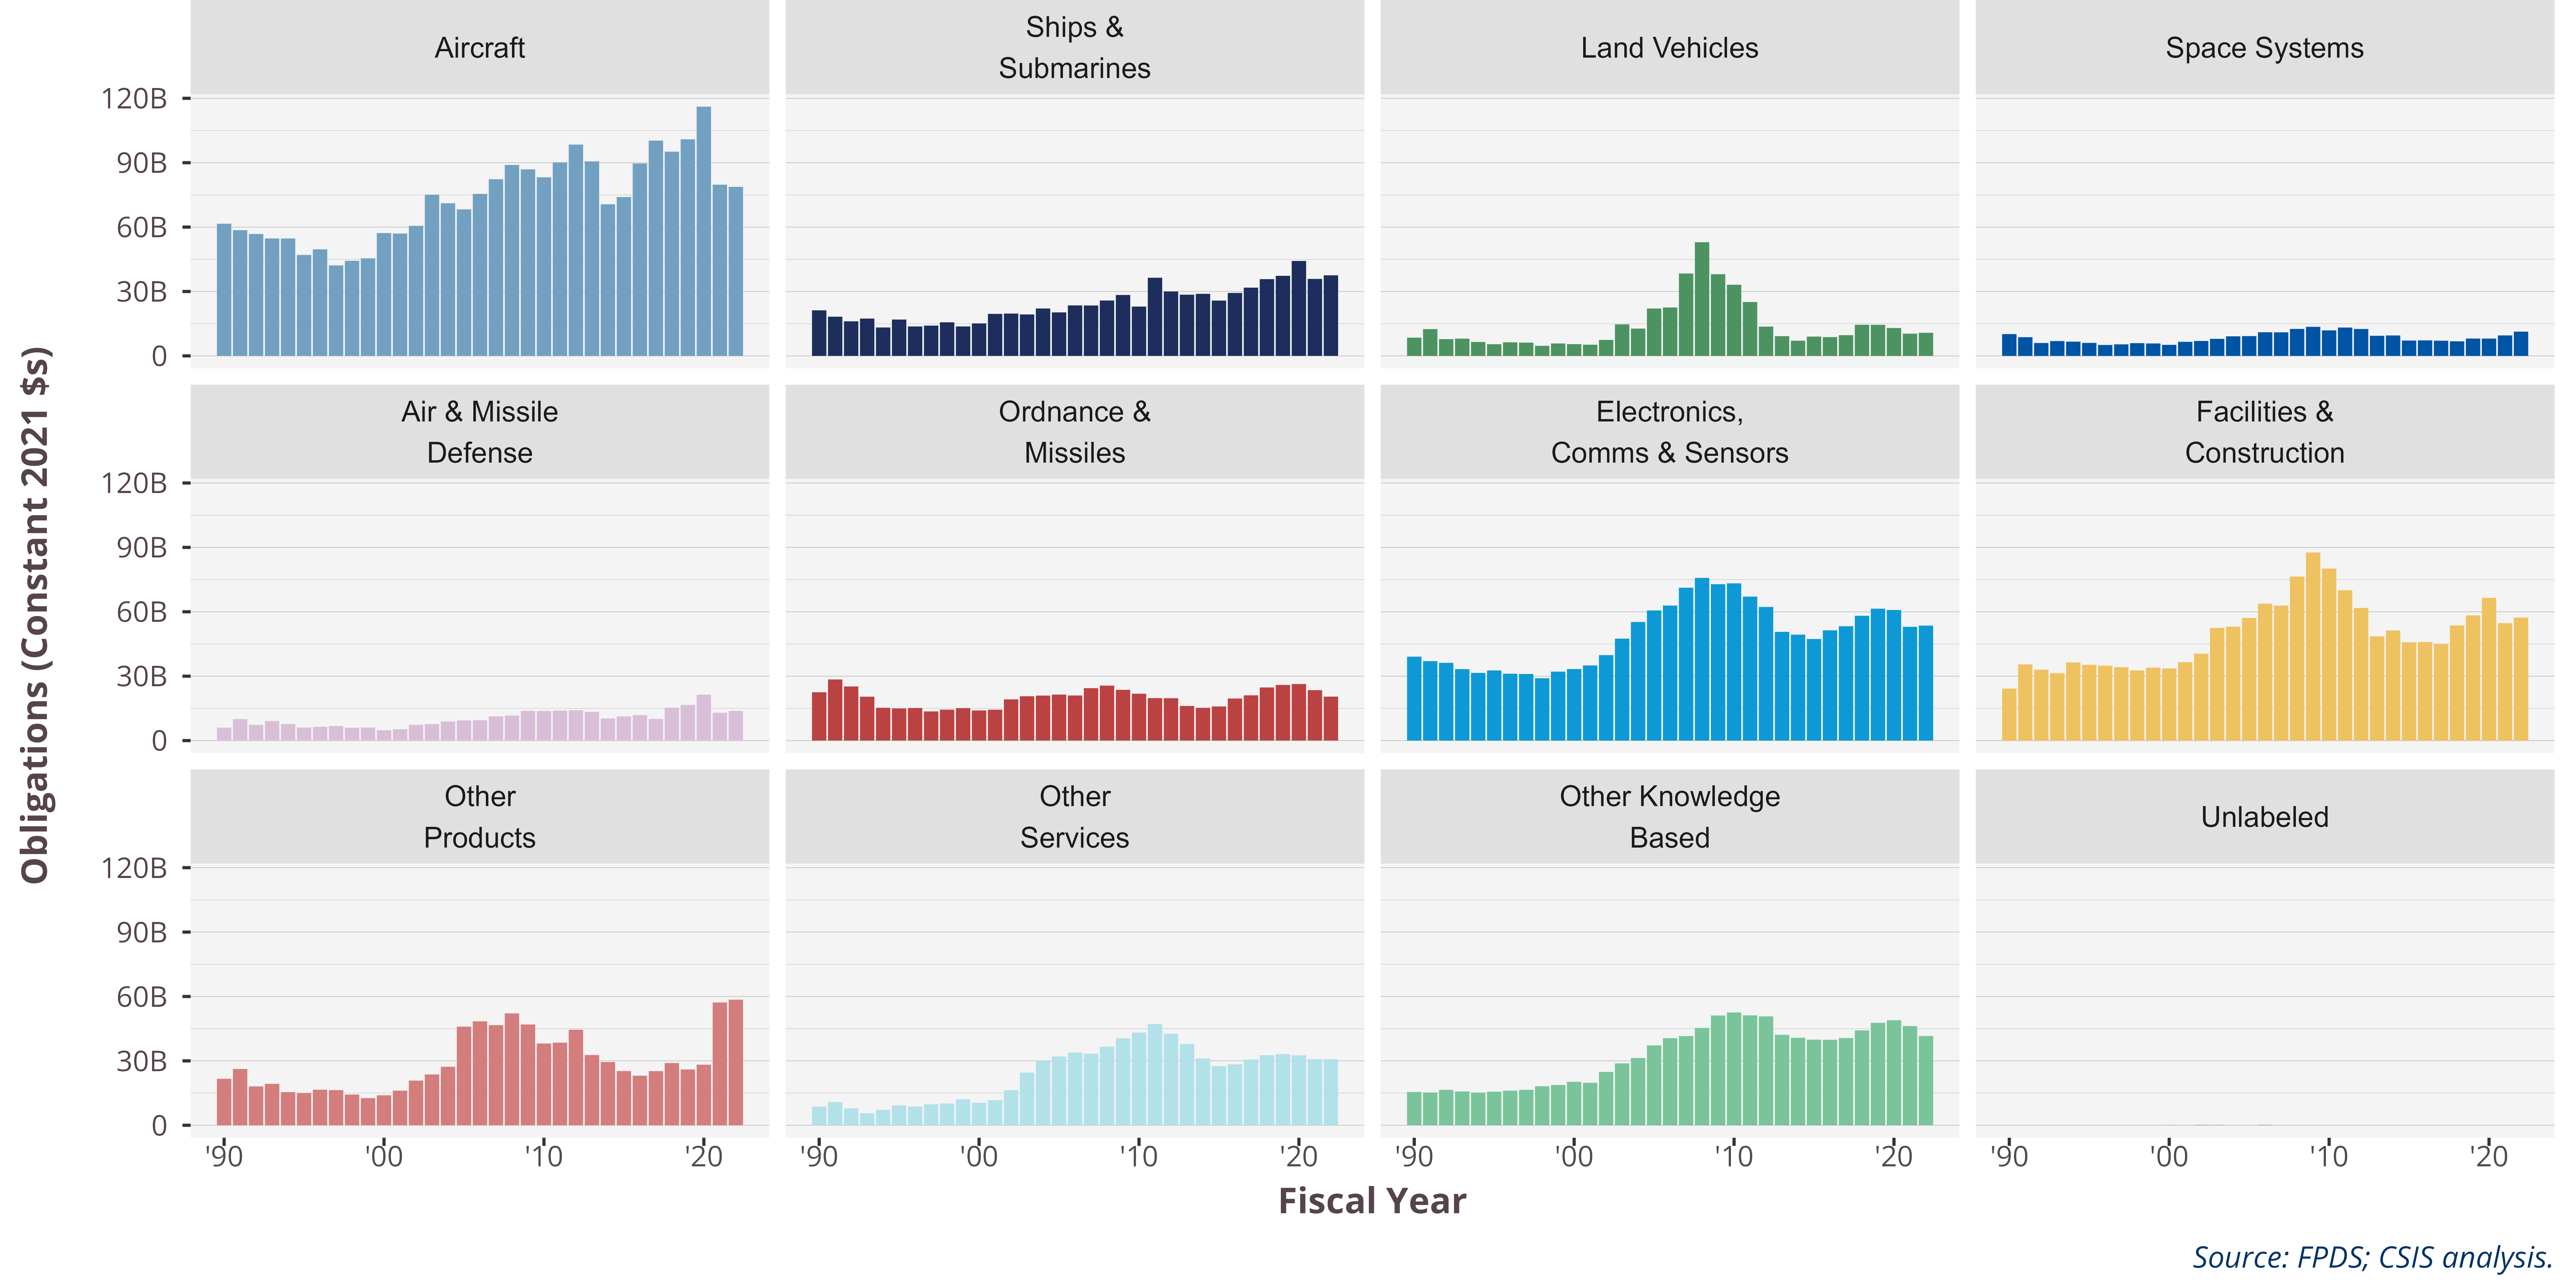 Aircraft
Ships &
Submarines
Land Vehicles
Space Systems
120B
90B
60B
30B
0
Air & Missile
Defense
Ordnance &
Missiles
Electronics,
Comms & Sensors
Facilities &
Construction
120B
90B
60B
30B
0
Other
Products
Other
Services
Other Knowledge
Based
Unlabeled
120B
90B
60B
30B
0
'90 '00 '10 '20
'90 '00 '10 '20
'90 '00 '10 '20
'90 '00 '10 '20
Obligations (Constant 2021 $s)
Fiscal Year
Source: FPDS; CSIS analysis.